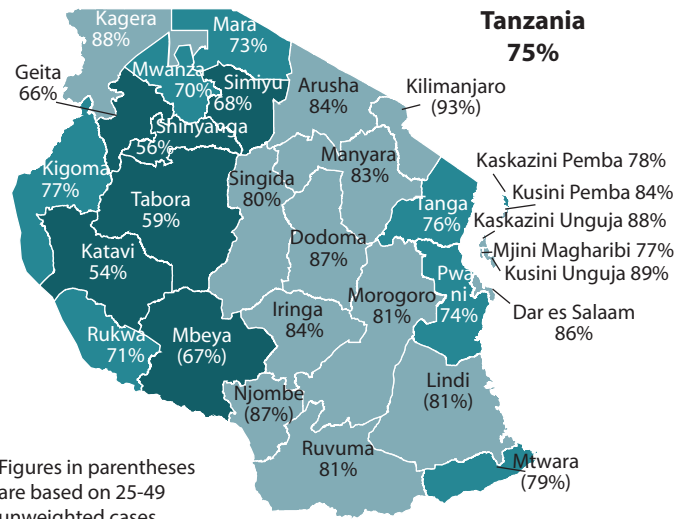 Tanzania
75%
Kagera
88%
Mara
73%
Geita
66%
Mwanza
70%
Simiyu
68%
Arusha
84%
Kilimanjaro
(93%)
Shinyanga
56%
Kigoma
77%
Tabora
59%
Singida
80%
Manyara
83%
Kaskazini Pemba 78%
Kusini Pemba 84%
Tanga
76%
Kaskazini Unguja 88%
Mjini Magharibi 77%
Kusini Unguja 89%
Katavi
54%
Dodoma
87%
Pwa
ni
74%
Dar es Salaam
86%
Rukwa
71%
Mbeya
(67%)
Iringa
84%
Morogoro
81%
Njombe
(87%)
Lindi
(81%)
Ruvuma
81%
Mtwara
(79%)
Figures in parentheses
are based on 25-49
unweighted cases